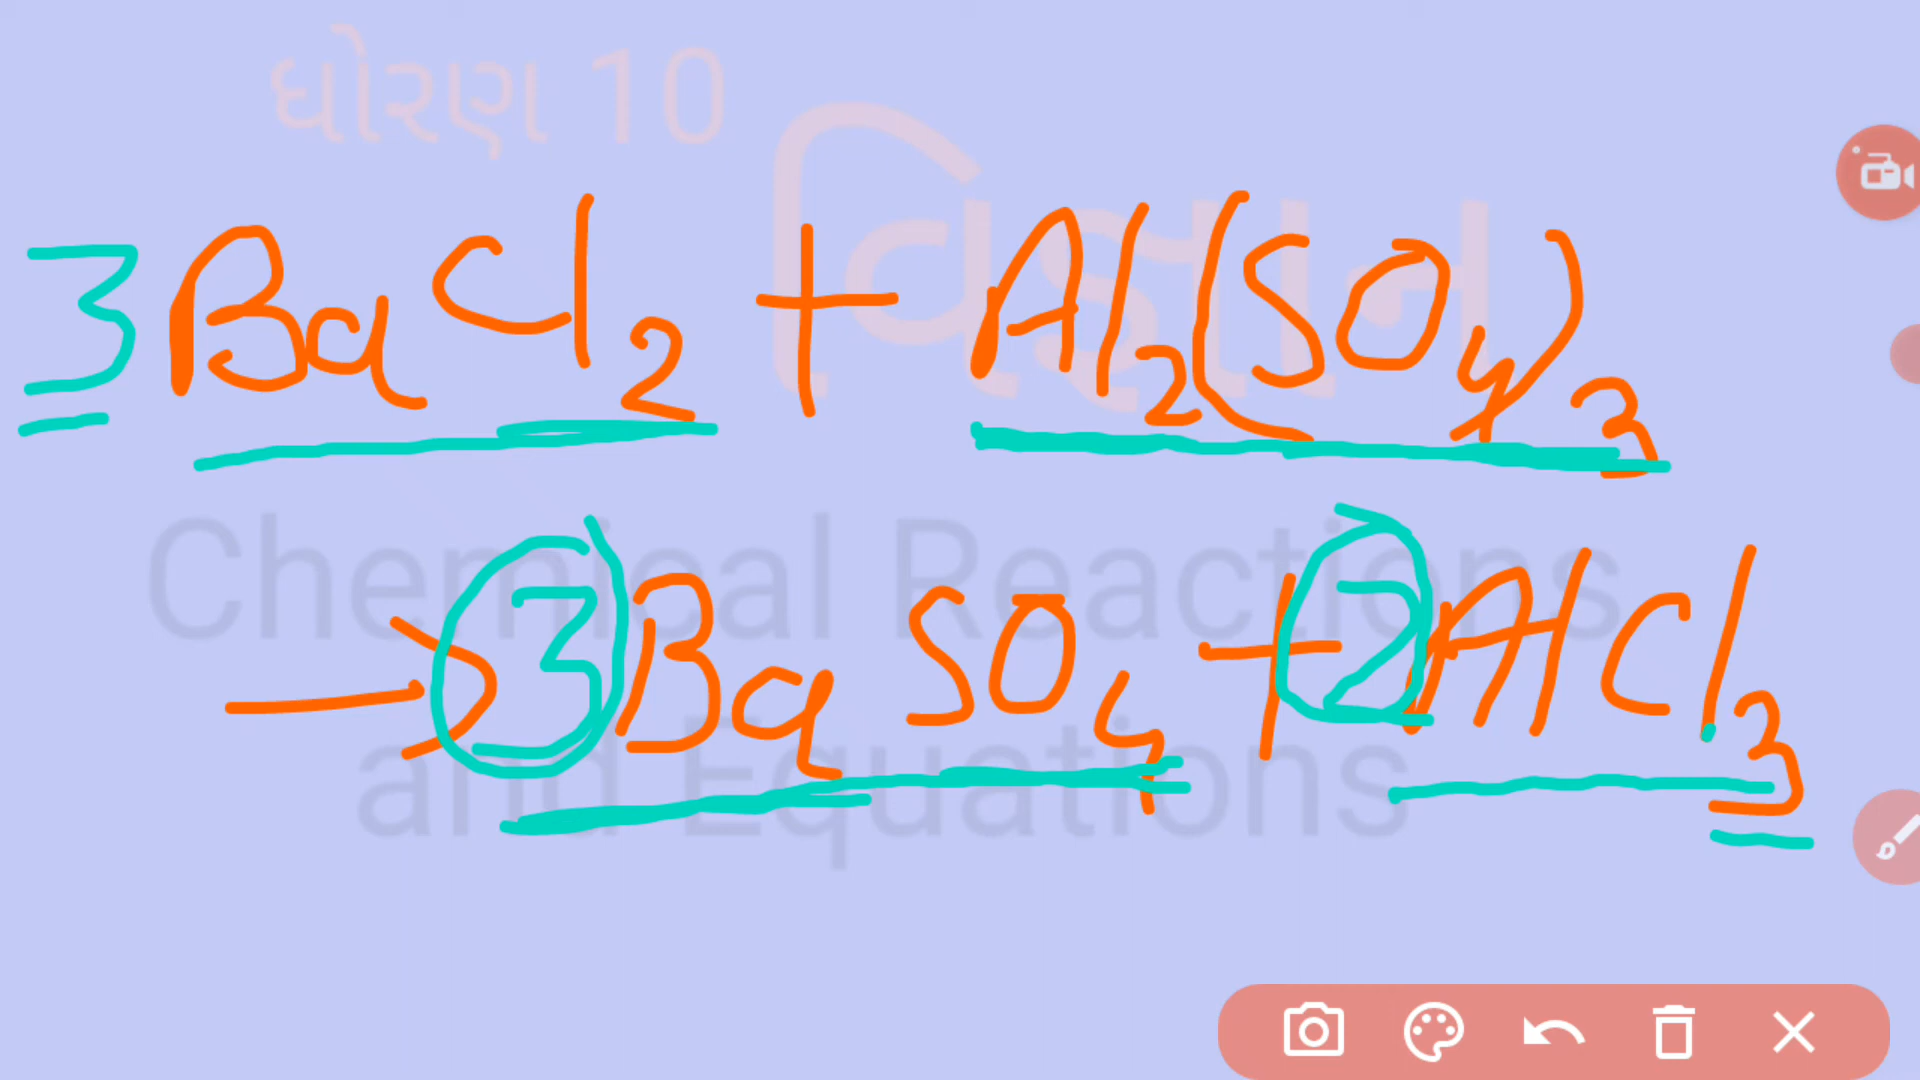 ધોરણ 10
વિજ્ઞાન
3BaCl₂ + Al₂(SO₄)₃
Chemical Reactions
→ 3BaSO₄ + 2AlCl₃
and Equations